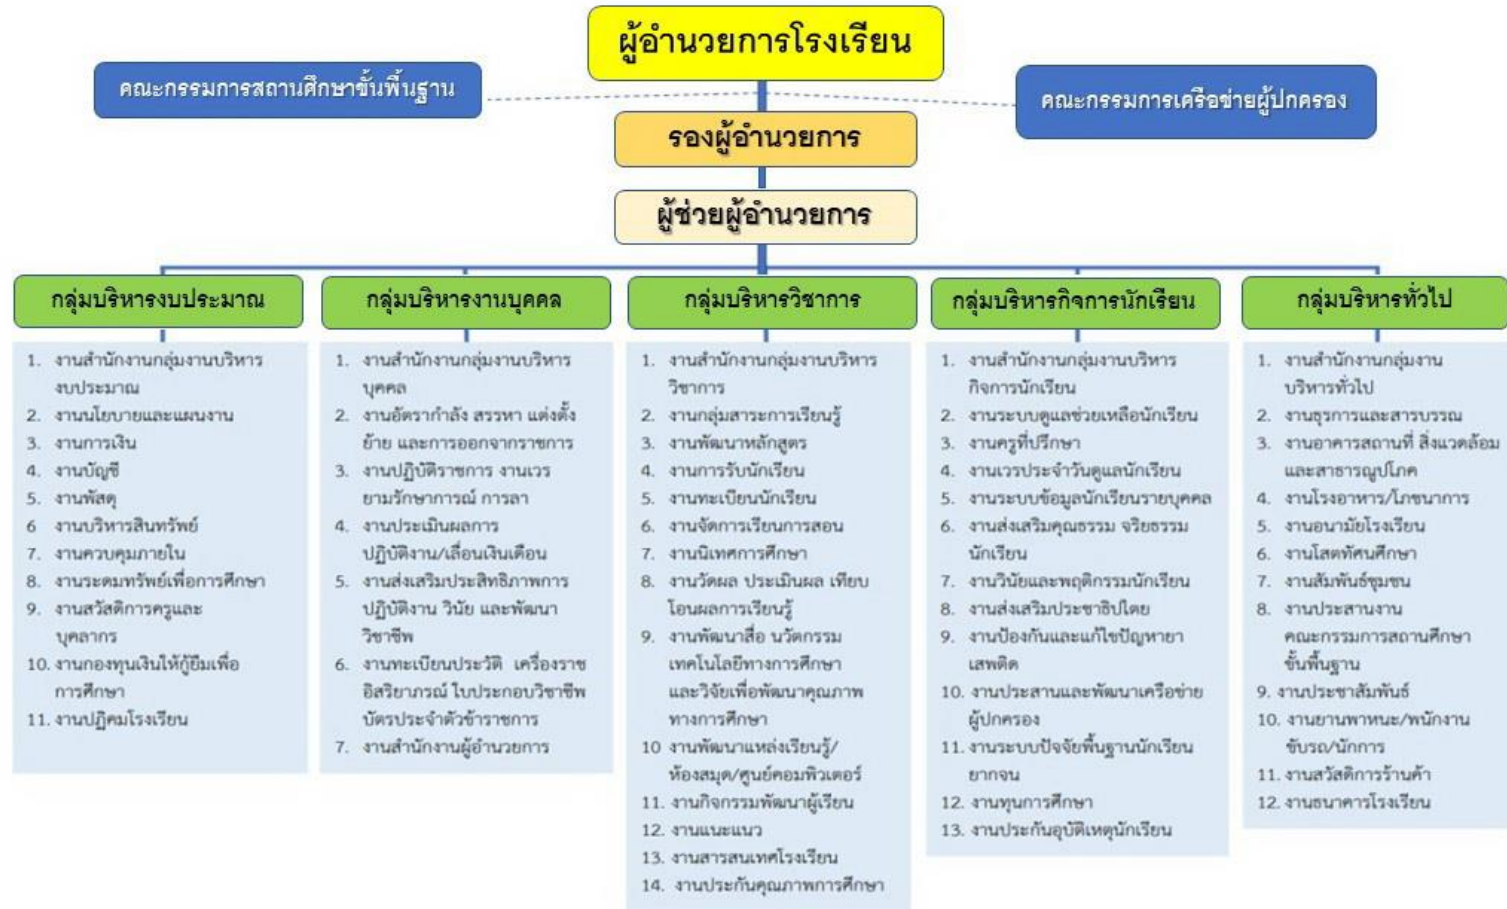 ผู้อำนวยการโรงเรียน
คณะกรรมการสถานศึกษาขั้นพื้นฐาน
คณะกรรมการเครือข่ายผู้ปกครอง
รองผู้อำนวยการ
ผู้ช่วยผู้อำนวยการ
กลุ่มบริหารงบประมาณ
1. งานสำนักงานกลุ่มงานบริหาร
งบประมาณ
2. งานนโยบายและแผนงาน
3. งานการเงิน
4. งานบัญชี
5. งานพัสดุ
6 งานบริหารสินทรัพย์
7. งานควบคุมภายใน
8. งานระดมทรัพย์เพื่อการศึกษา
9. งานสวัสดิการครูและ
บุคลากร
10. งานกองทุนเงินให้กู้ยืมเพื่อ
การศึกษา
11. งานปฏิคมโรงเรียน
กลุ่มบริหารงานบุคคล
1. งานสำนักงานกลุ่มงานบริหาร
บุคคล
2. งานอัตรากำลัง สรรหา แต่งตั้ง
ย้าย และการออกจากราชการ
3. งานปฏิบัติราชการ งานเวร
ยามรักษาการณ์ การลา
4. งานประเมินผลการ
ปฏิบัติงาน/เลื่อนเงินเดือน
5. งานส่งเสริมประสิทธิภาพการ
ปฏิบัติงาน วินัย และพัฒนา
วิชาชีพ
6. งานทะเบียนประวัติ เครื่องราช
อิสริยาภรณ์ ใบประกอบวิชาชีพ
บัตรประจำตัวข้าราชการ
7. งานสำนักงานผู้อำนวยการ
กลุ่มบริหารวิชาการ
1. งานสำนักงานกลุ่มงานบริหาร
วิชาการ
2. งานกลุ่มสาระการเรียนรู้
3. งานพัฒนาหลักสูตร
4. งานการรับนักเรียน
5. งานทะเบียนนักเรียน
6. งานจัดการเรียนการสอน
7. งานนิเทศการศึกษา
8. งานวัดผล ประเมินผล เทียบ
โอนผลการเรียนรู้
9. งานพัฒนาสื่อ นวัตกรรม
เทคโนโลยีทางการศึกษา
และวิจัยเพื่อพัฒนาคุณภาพ
ทางการศึกษา
10 งานพัฒนาแหล่งเรียนรู้/
ห้องสมุด/ศูนย์คอมพิวเตอร์
11. งานกิจกรรมพัฒนาผู้เรียน
12. งานแนะแนว
13. งานสารสนเทศโรงเรียน
14. งานประกันคุณภาพการศึกษา
กลุ่มบริหารกิจการนักเรียน
1. งานสำนักงานกลุ่มงานบริหาร
กิจการนักเรียน
2. งานระบบดูแลช่วยเหลือนักเรียน
3. งานครูที่ปรึกษา
4. งานเวรประจำวันดูแลนักเรียน
5. งานระบบข้อมูลนักเรียนรายบุคคล
6. งานส่งเสริมคุณธรรม จริยธรรม
นักเรียน
7. งานวินัยและพฤติกรรมนักเรียน
8. งานส่งเสริมประชาธิปไตย
9. งานป้องกันและแก้ไขปัญหายา
เสพติด
10. งานประสานและพัฒนาเครือข่าย
ผู้ปกครอง
11. งานระบบปัจจัยพื้นฐานนักเรียน
ยากจน
12. งานทุนการศึกษา
13. งานประกันอุบัติเหตุนักเรียน
กลุ่มบริหารทั่วไป
1. งานสำนักงานกลุ่มงาน
บริหารทั่วไป
2. งานธุรการและสารบรรณ
3. งานอาคารสถานที่ สิ่งแวดล้อม
และสาธารณูปโภค
4. งานโรงอาหาร/โภชนาการ
5. งานอนามัยโรงเรียน
6. งานโสตทัศนศึกษา
7. งานสัมพันธ์ชุมชน
8. งานประสานงาน
คณะกรรมการสถานศึกษา
ขั้นพื้นฐาน
9. งานประชาสัมพันธ์
10. งานยานพาหนะ/พนักงาน
ขับรถ/นักการ
11. งานสวัสดิการร้านค้า
12. งานธนาคารโรงเรียน